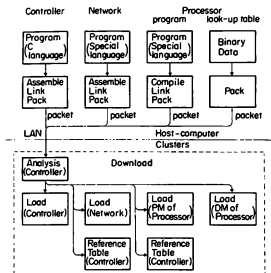 Controller Network Processor
program look-up table
Program (C language)
Program (Special language)
Program (Special language)
Binary Data
Assemble Link Pack
Assemble Link Pack
Compile Link Pack
Pack
packet packet packet packet
LAN Host-computer
Clusters
Analysis (Controller)
Download
Load (Controller)
Load (Network)
Load (PM of Processor)
Load (DM of Processor)
Reference Table (Controller)
Reference Table (Controller)